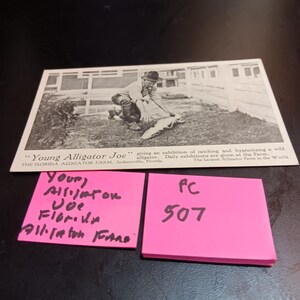 "Young Alligator Joe" giving an exhibition of catching and hypnotizing a wild
alligator. Daily exhibitions are given at the Farm.
THE FLORIDA ALLIGATOR FARM, Jacksonville, Florida. The Largest Alligator Farm in the World
Young
Alligator
Joe
Florida
Alligator Farm
PC
507